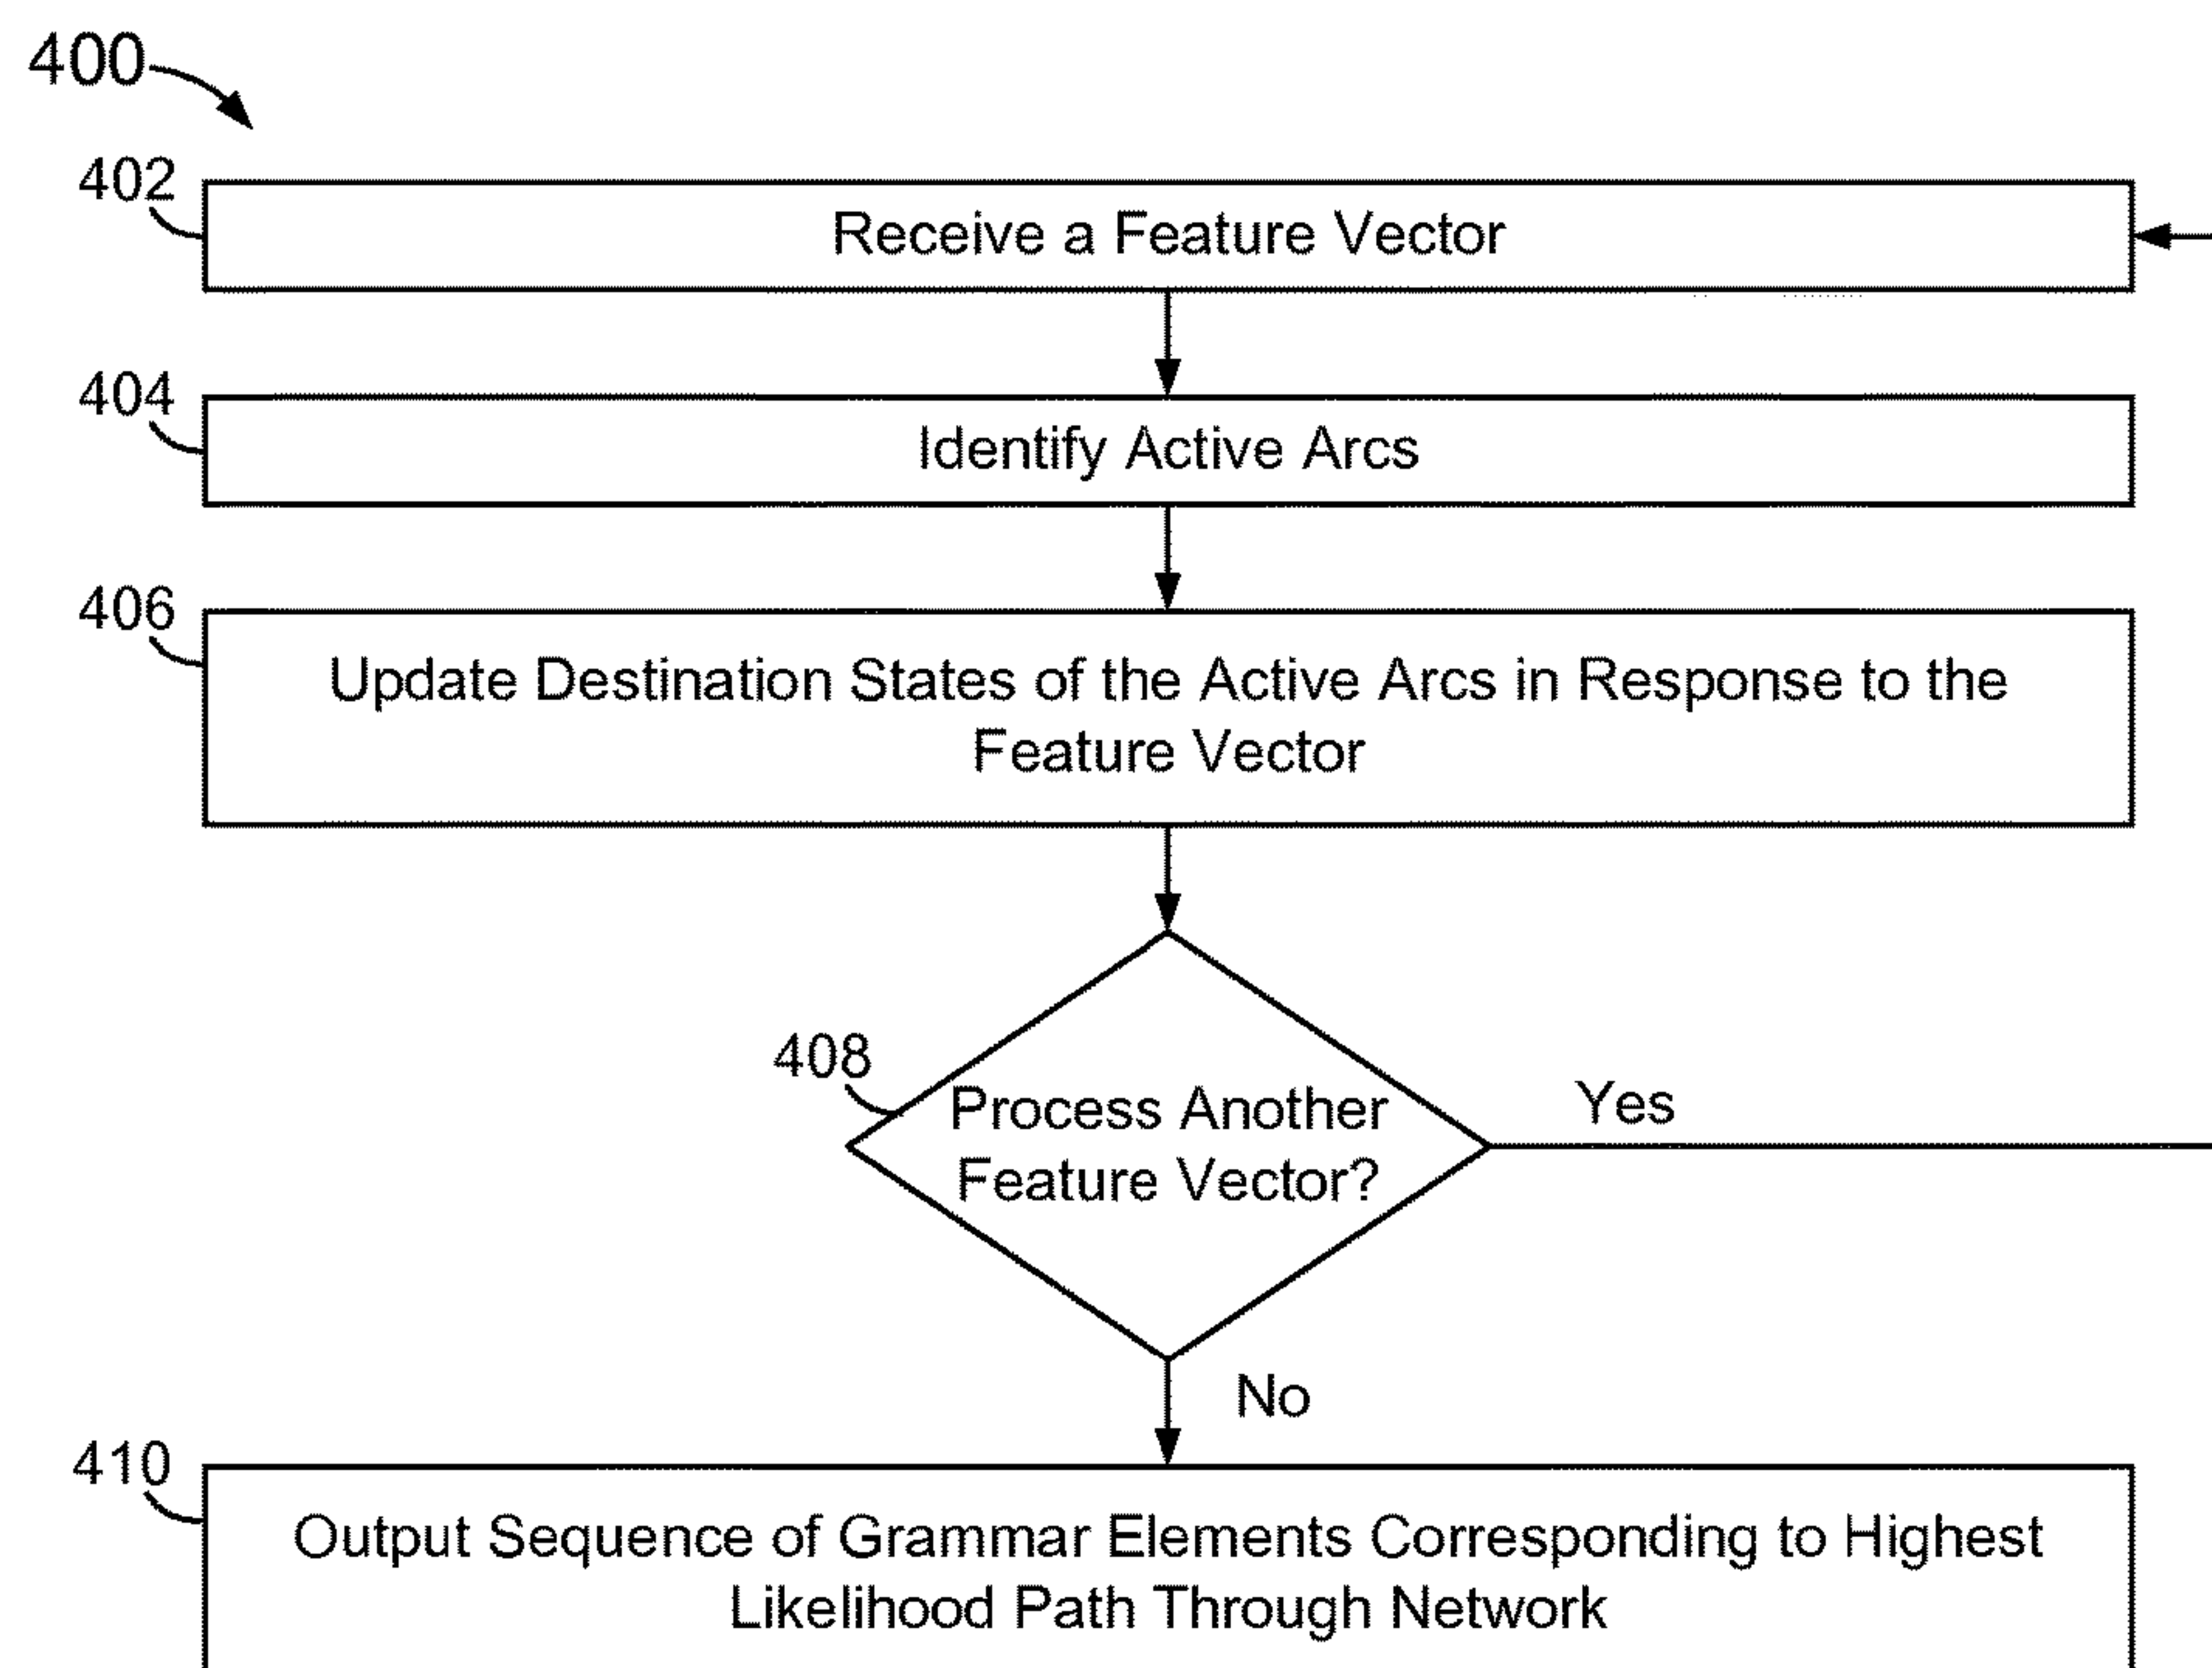 400
402
Receive a Feature Vector
404
Identify Active Arcs
406
Update Destination States of the Active Arcs in Response to the
Feature Vector
408
Process Another
Feature Vector?
Yes
No
410
Output Sequence of Grammar Elements Corresponding to Highest
Likelihood Path Through Network